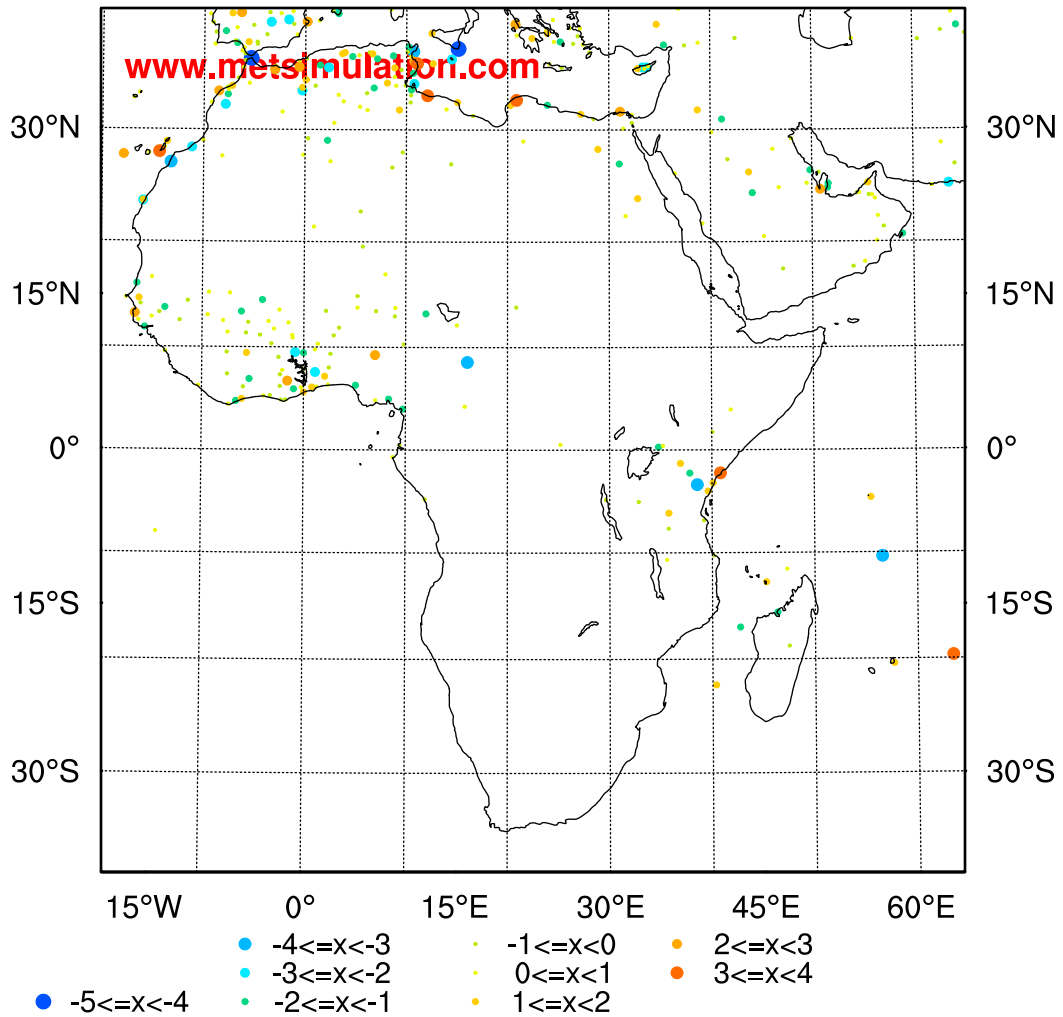 www.metsimulation.com
30°N 30°N
15°N 15°N
0° 0°
15°S 15°S
30°S 30°S
15°W 0° 15°E 30°E 45°E 60°E
-4<=x<-3 -1<=x<0 2<=x<3
-3<=x<-2 0<=x<1 3<=x<4
-5<=x<-4 -2<=x<-1 1<=x<2